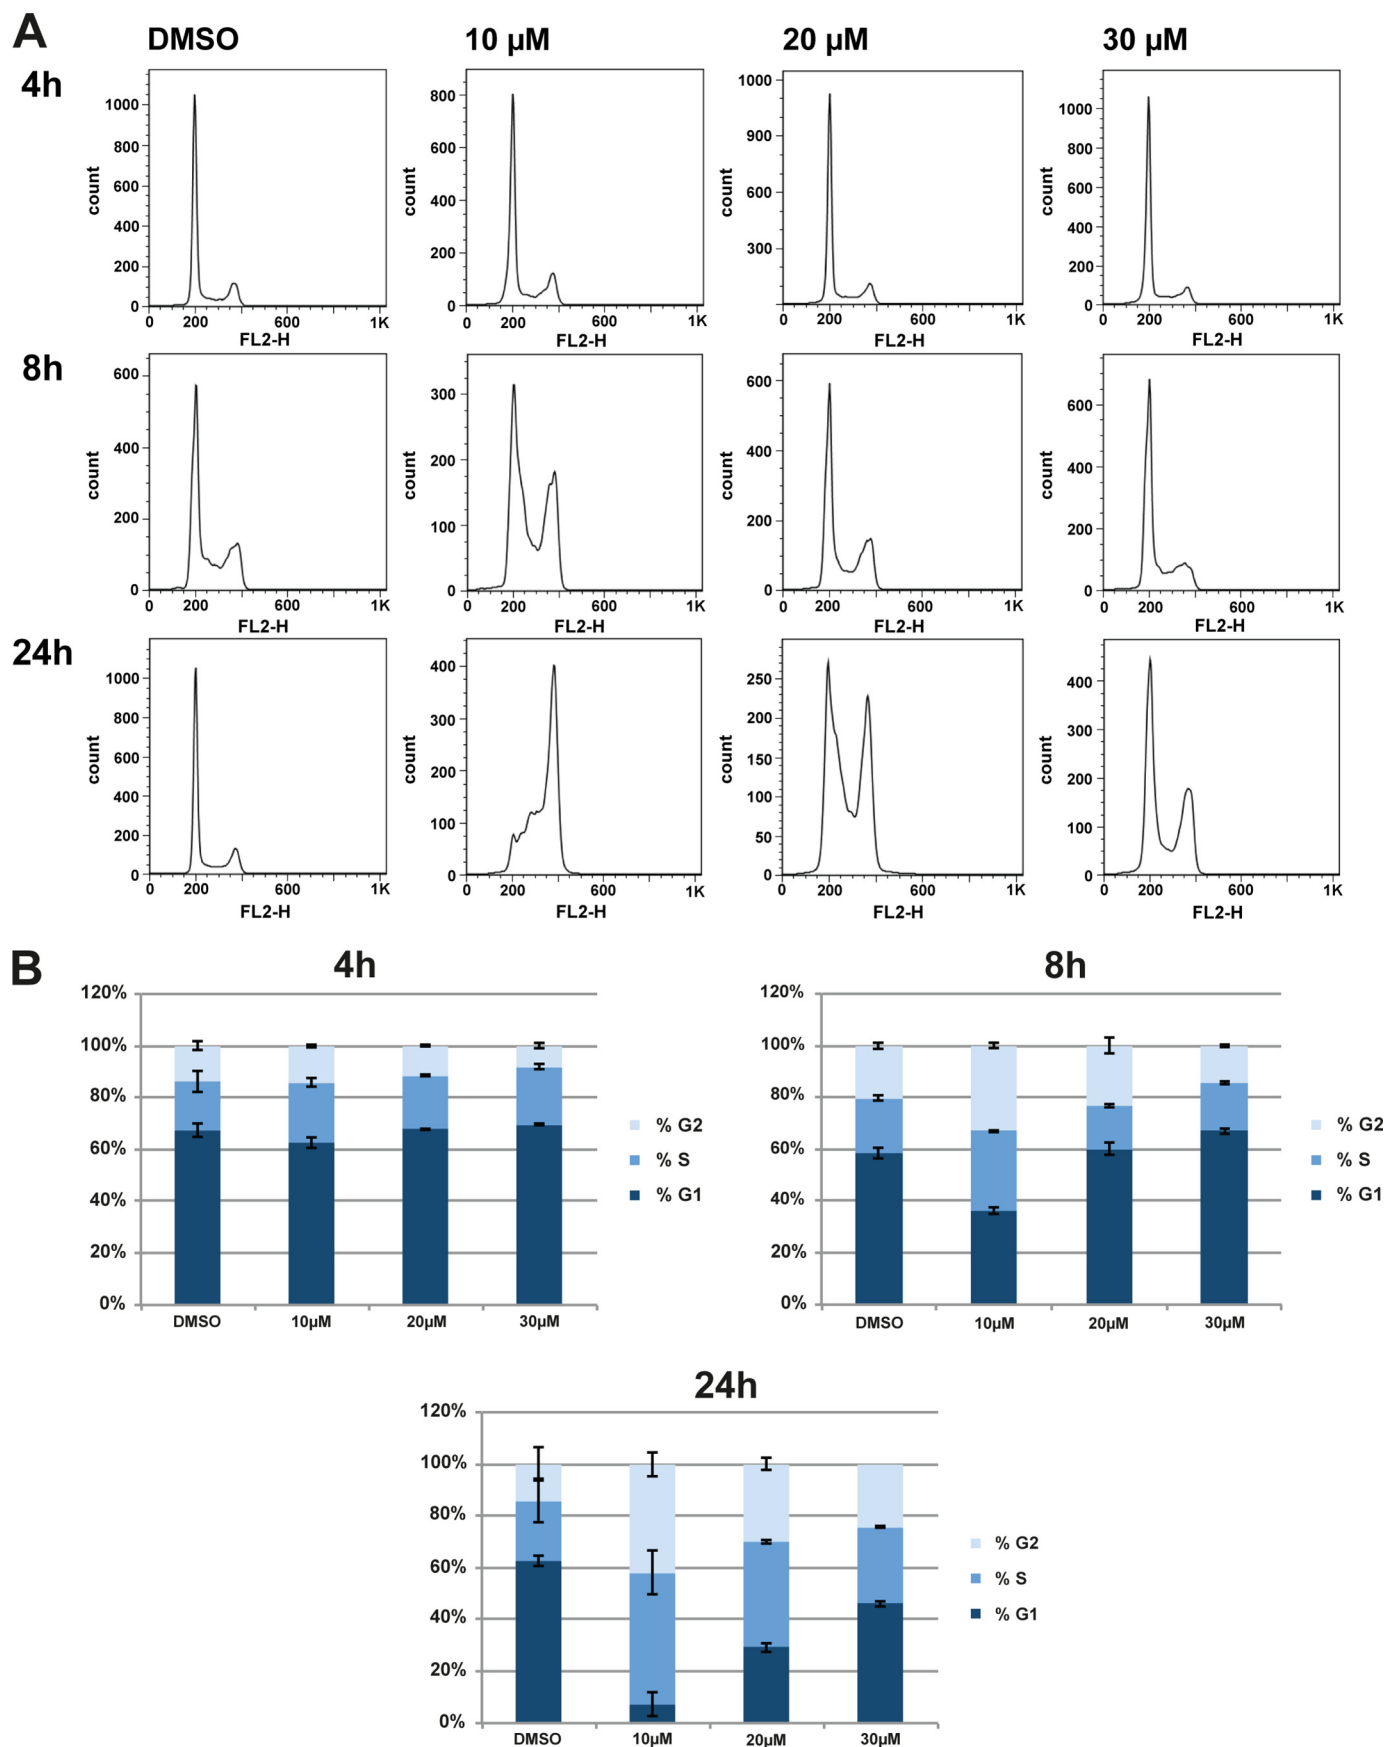 A
DMSO 10 µM 20 µM 30 µM
4h
1000 800 600 400 200 0
count
0 200 600 1K
FL2-H
800 600 400 200 0
count
0 200 600 1K
FL2-H
1000 900 600 300
count
0 200 600 1K
FL2-H
1000 800 600 400 200 0
count
0 200 600 1K
FL2-H
8h
600 400 200 0
count
0 200 600 1K
FL2-H
300 200 100 0
count
0 200 600 1K
FL2-H
600 400 200 0
count
0 200 600 1K
FL2-H
600 400 200 0
count
0 200 600 1K
FL2-H
24h
1000 800 600 400 200 0
count
0 200 600 1K
FL2-H
400 300 200 100 0
count
0 200 600 1K
FL2-H
250 200 150 100 50 0
count
0 200 600 1K
FL2-H
400 300 200 100 0
count
0 200 600 1K
FL2-H
B
4h
120%
100%
80%
60%
40%
20%
0%
DMSO 10µM 20µM 30µM
% G2
% S
% G1
8h
120%
100%
80%
60%
40%
20%
0%
DMSO 10µM 20µM 30µM
% G2
% S
% G1
24h
120%
100%
80%
60%
40%
20%
0%
DMSO 10µM 20µM 30µM
% G2
% S
% G1